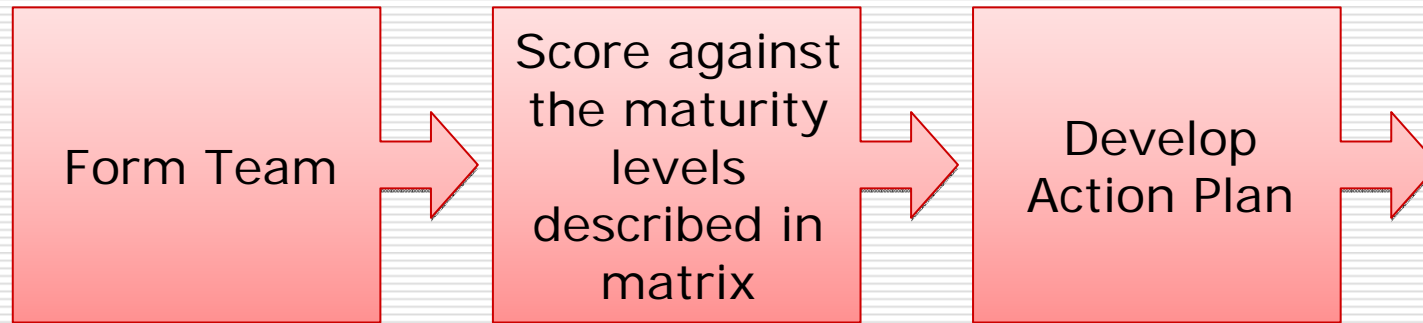 Form Team
Score against
the maturity
levels
described in
matrix
Develop
Action Plan